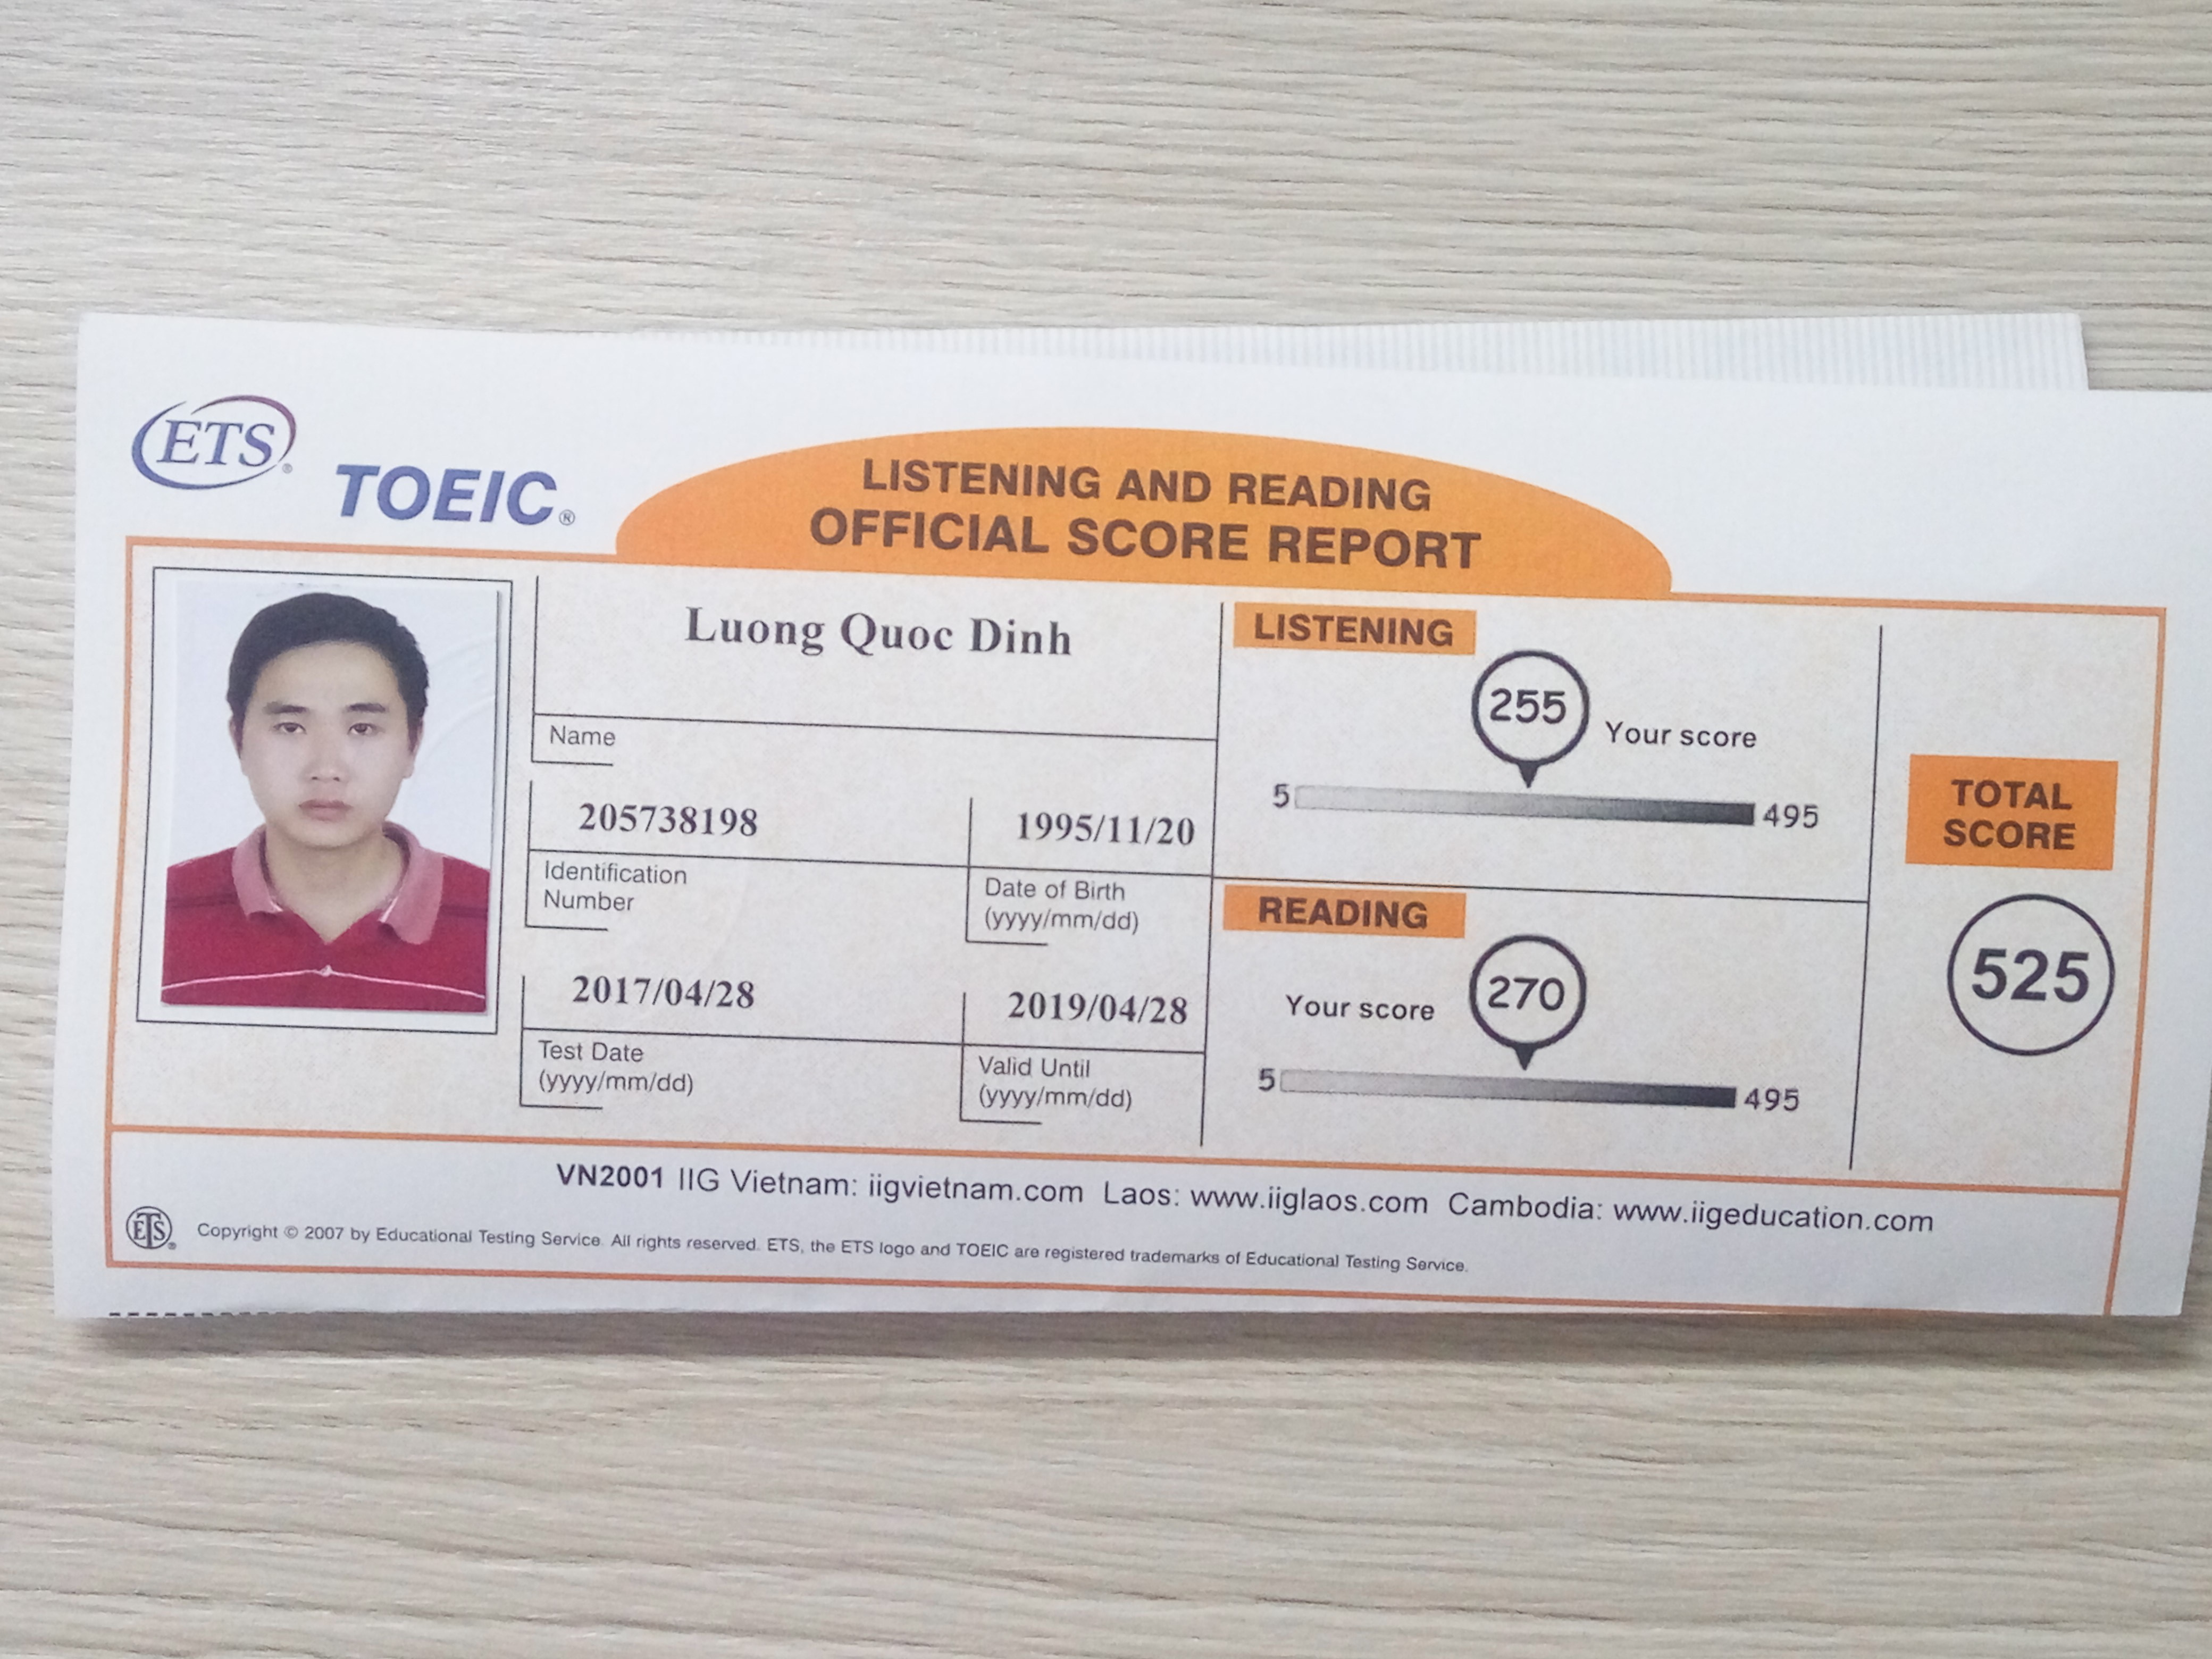 ETS®
TOEIC®
LISTENING AND READING
OFFICIAL SCORE REPORT
Luong Quoc Dinh
Name
205738198
Identification
Number
1995/11/20
Date of Birth
(yyyy/mm/dd)
2017/04/28
Test Date
(yyyy/mm/dd)
2019/04/28
Valid Until
(yyyy/mm/dd)
LISTENING
255
Your score
5
495
READING
Your score
270
5
495
TOTAL
SCORE
525
VN2001 IIG Vietnam: iigvietnam.com Laos: www.iiglaos.com Cambodia: www.iigeducation.com
ETS®
Copyright © 2007 by Educational Testing Service. All rights reserved. ETS, the ETS logo and TOEIC are registered trademarks of Educational Testing Service.